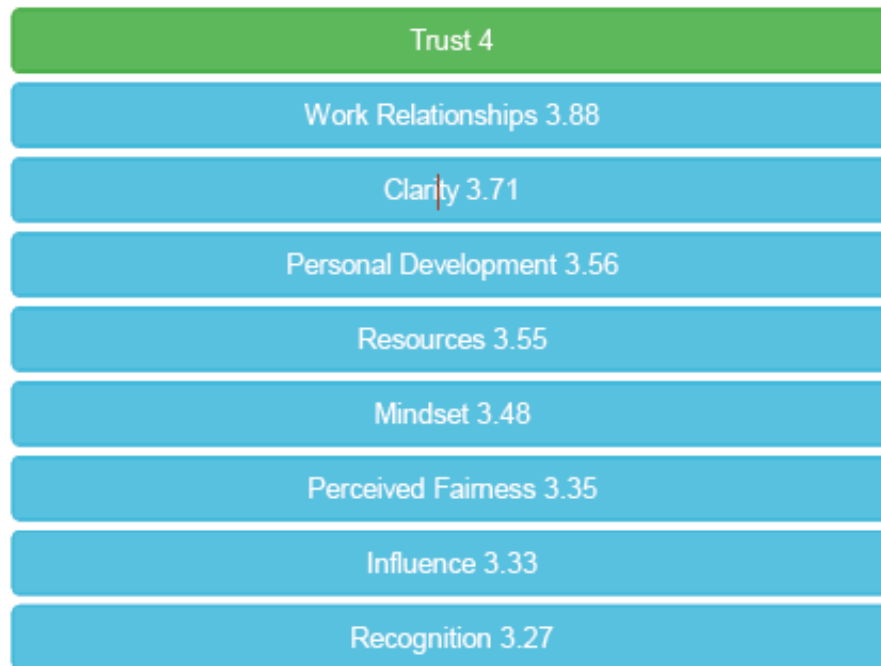 Trust 4
Work Relationships 3.88
Clarity 3.71
Personal Development 3.56
Resources 3.55
Mindset 3.48
Perceived Fairness 3.35
Influence 3.33
Recognition 3.27